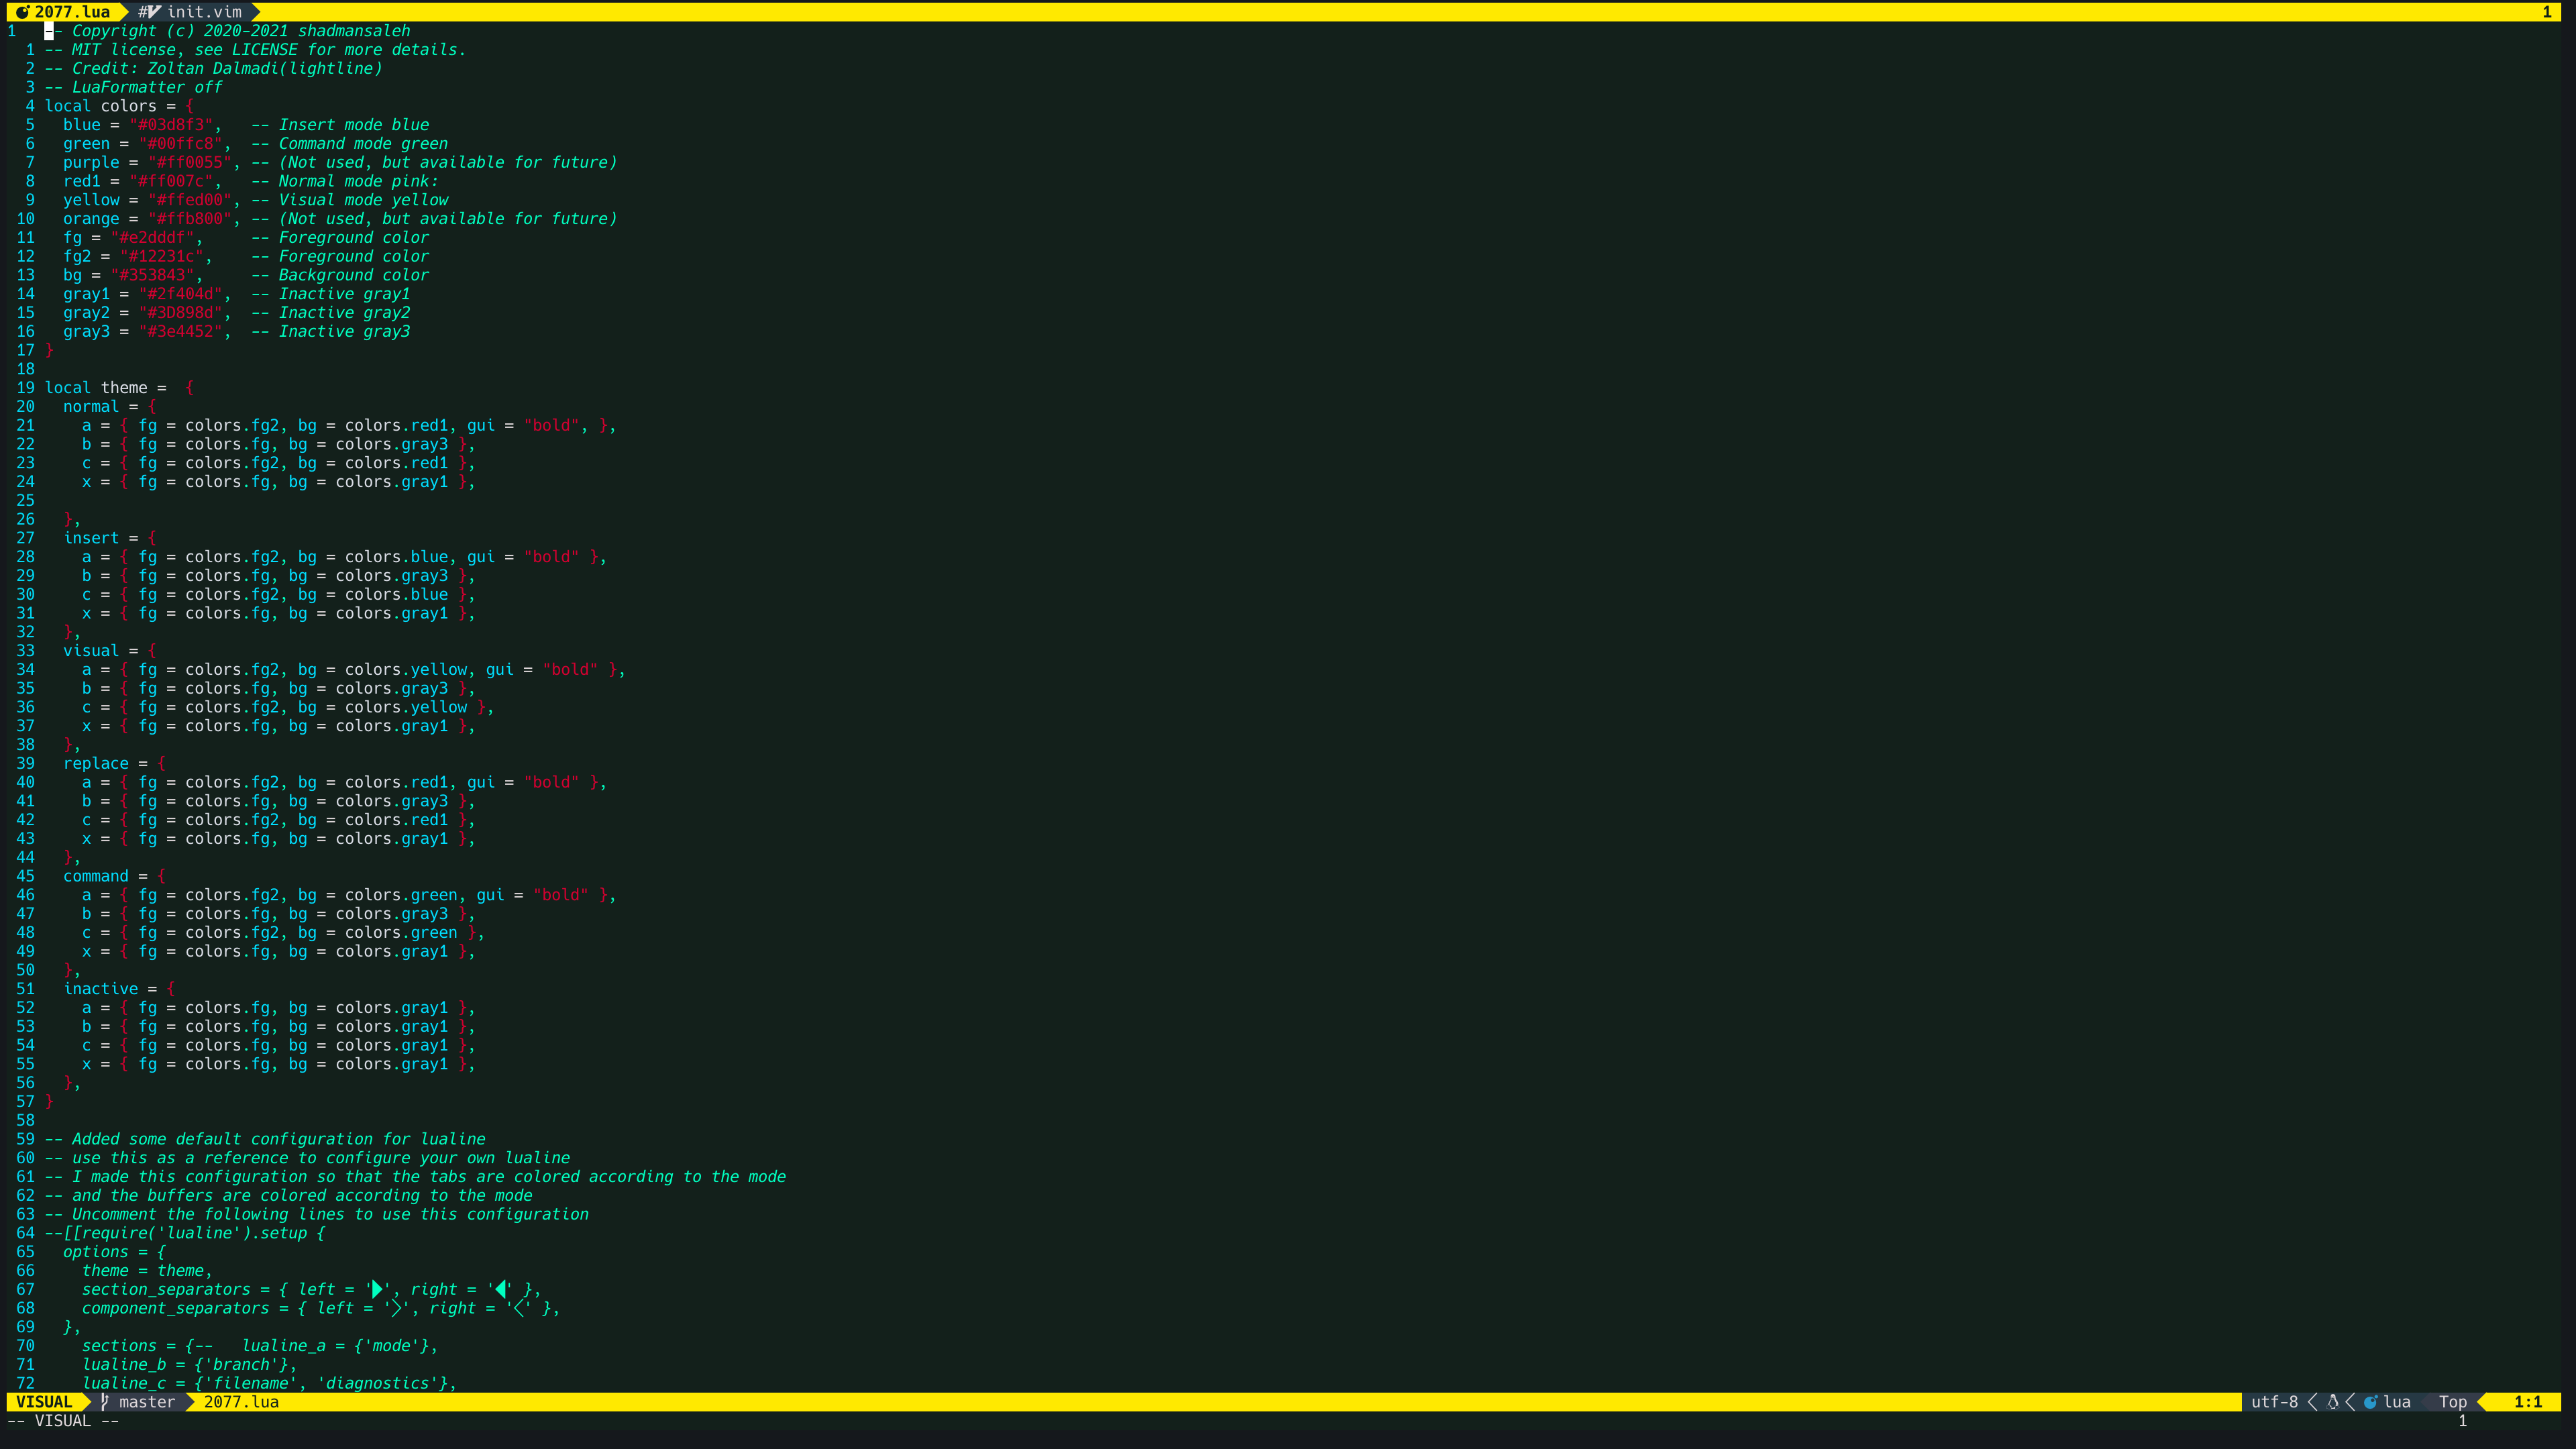 2077.lua # init.vim 1
1 -- Copyright (c) 2020-2021 shadmansaleh
1 -- MIT license, see LICENSE for more details.
2 -- Credit: Zoltan Dalmadi(lightline)
3 -- LuaFormatter off
4 local colors = {
5 blue = "#03d8f3", -- Insert mode blue
6 green = "#00ffc8", -- Command mode green
7 purple = "#ff0055", -- (Not used, but available for future)
8 red1 = "#ff007c", -- Normal mode pink:
9 yellow = "#ffed00", -- Visual mode yellow
10 orange = "#ffb800", -- (Not used, but available for future)
11 fg = "#e2dddf", -- Foreground color
12 fg2 = "#12231c", -- Foreground color
13 bg = "#353843", -- Background color
14 gray1 = "#2f404d", -- Inactive gray1
15 gray2 = "#3D898d", -- Inactive gray2
16 gray3 = "#3e4452", -- Inactive gray3
17 }
18
19 local theme =  {
20 normal = {
21 a = { fg = colors.fg2, bg = colors.red1, gui = "bold", },
22 b = { fg = colors.fg, bg = colors.gray3 },
23 c = { fg = colors.fg2, bg = colors.red1 },
24 x = { fg = colors.fg, bg = colors.gray1 },
25
26 },
27 insert = {
28 a = { fg = colors.fg2, bg = colors.blue, gui = "bold" },
29 b = { fg = colors.fg, bg = colors.gray3 },
30 c = { fg = colors.fg2, bg = colors.blue },
31 x = { fg = colors.fg, bg = colors.gray1 },
32 },
33 visual = {
34 a = { fg = colors.fg2, bg = colors.yellow, gui = "bold" },
35 b = { fg = colors.fg, bg = colors.gray3 },
36 c = { fg = colors.fg2, bg = colors.yellow },
37 x = { fg = colors.fg, bg = colors.gray1 },
38 },
39 replace = {
40 a = { fg = colors.fg2, bg = colors.red1, gui = "bold" },
41 b = { fg = colors.fg, bg = colors.gray3 },
42 c = { fg = colors.fg2, bg = colors.red1 },
43 x = { fg = colors.fg, bg = colors.gray1 },
44 },
45 command = {
46 a = { fg = colors.fg2, bg = colors.green, gui = "bold" },
47 b = { fg = colors.fg, bg = colors.gray3 },
48 c = { fg = colors.fg2, bg = colors.green },
49 x = { fg = colors.fg, bg = colors.gray1 },
50 },
51 inactive = {
52 a = { fg = colors.fg, bg = colors.gray1 },
53 b = { fg = colors.fg, bg = colors.gray1 },
54 c = { fg = colors.fg, bg = colors.gray1 },
55 x = { fg = colors.fg, bg = colors.gray1 },
56 },
57 }
58
59 -- Added some default configuration for lualine
60 -- use this as a reference to configure your own lualine
61 -- I made this configuration so that the tabs are colored according to the mode
62 -- and the buffers are colored according to the mode
63 -- Uncomment the following lines to use this configuration
64 --[[require('lualine').setup {
65 options = {
66 theme = theme,
67 section_separators = { left = '', right = '' },
68 component_separators = { left = '', right = '' },
69 },
70 sections = {-- lualine_a = {'mode'},
71 lualine_b = {'branch'},
72 lualine_c = {'filename', 'diagnostics'},
VISUAL master 2077.lua utf-8 lua Top 1:1
-- VISUAL -- 1